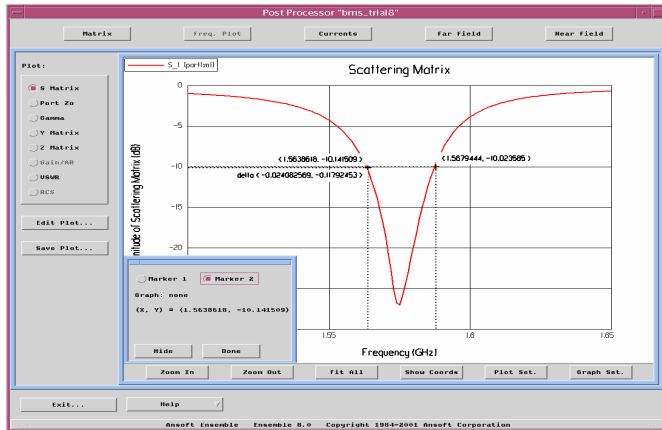 Post Processor "brms_trial8"
Matrix
Freq. Plot
Currents
Far Field
Near Field
Plot:
S Matrix
Port Zo
Gamma
Y Matrix
Z Matrix
Gain/AR
VSWR
RCS
Edit Plot...
Save Plot...
Scattering Matrix
0
-5
-10
-15
-20
(1.5638618, -10.141509)
(1.5879444, -10.023585)
delta (-0.024082569, -0.11792453)
nitude of Scattering Matrix (dB)
Marker 1
Marker 2
Graph: none
(X, Y) = (1.5638618, -10.141509)
Hide
Done
1.55
1.6
1.65
Frequency (GHz)
Zoom In
Zoom Out
Fit All
Show Coords
Plot Set.
Graph Set.
Exit...
Help
Ansoft Ensemble Ensemble 8.0 Copyright 1984-2001 Ansoft Corporation